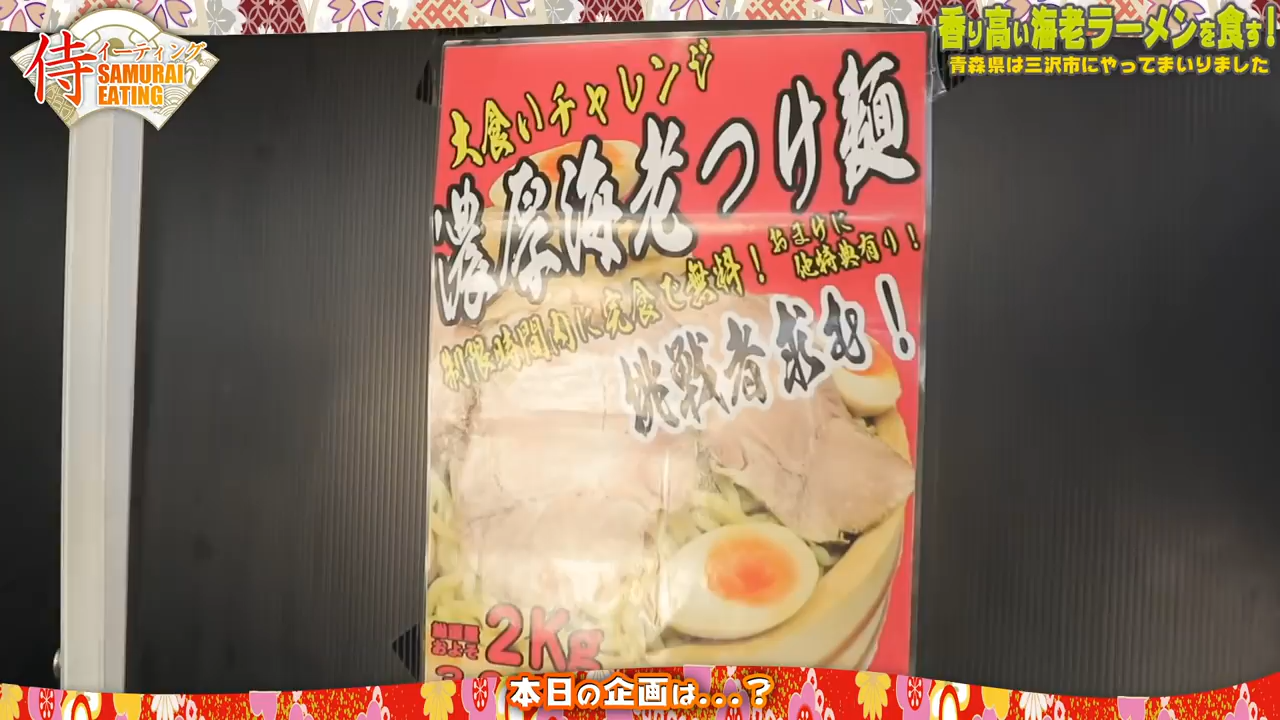 侍イーティング
SAMURAI
EATING
香り高い海老ラーメンを食す!
青森県は三沢市にやってまいりました
大食いチャレンジ
濃厚海老つけ麺
おまけに
他特典有り!
制限時間内に完食で無料!
挑戦者求む!
総重量
およそ
2Kg
本日の企画は...?